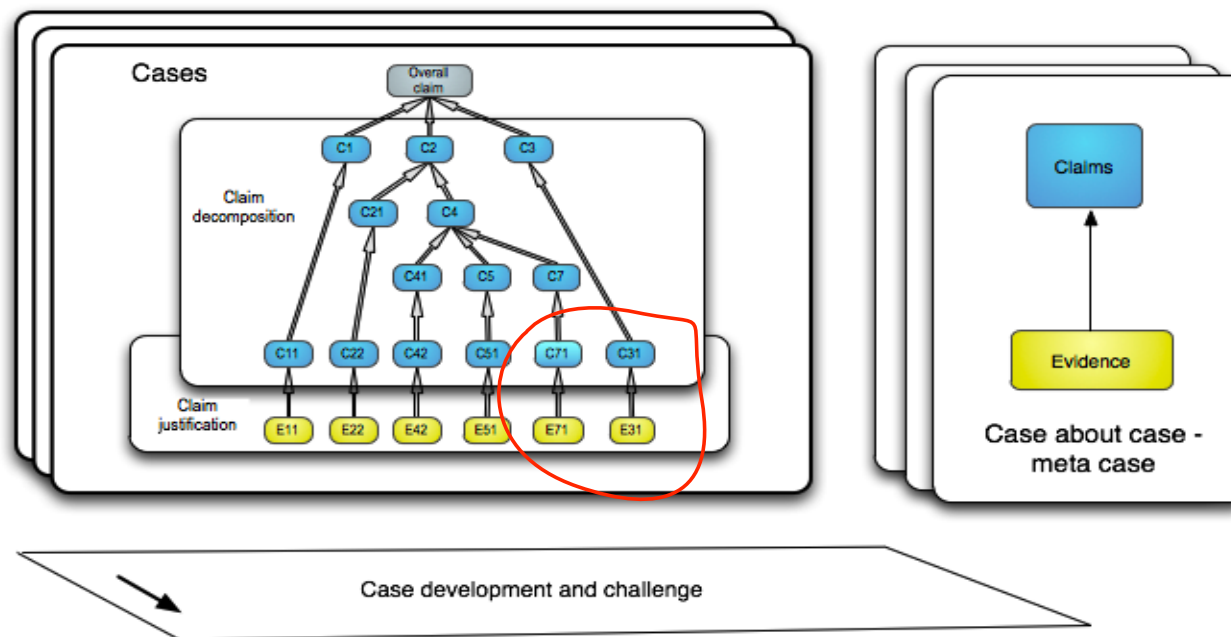 Cases
Overall
claim
C1
C2
C3
Claim
decomposition
C21
C4
C41
C5
C7
C11
C22
C42
C51
C71
C31
Claim
justification
E11
E22
E42
E51
E71
E31
Claims
Evidence
Case about case -
meta case
Case development and challenge